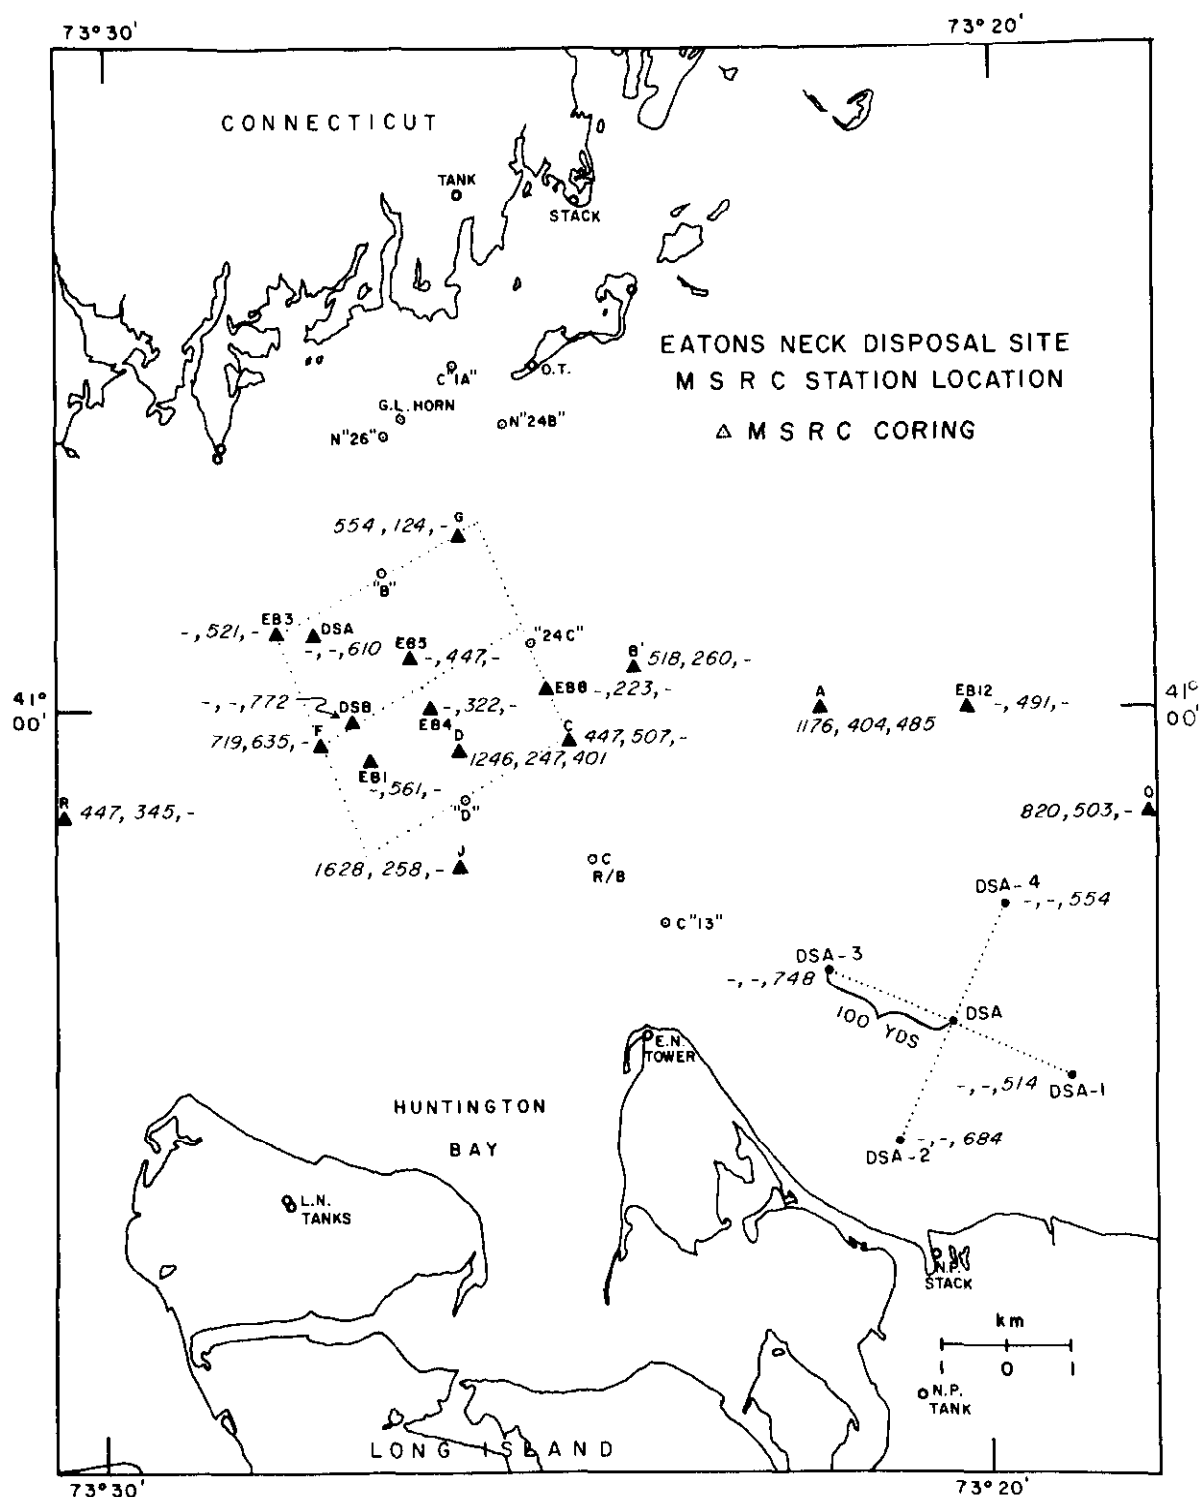 73° 30'
73° 20'
CONNECTICUT
TANK
STACK
EATONS NECK DISPOSAL SITE
MSRC STATION LOCATION
△ MSRC CORING
C"1A"
O.T.
G.L. HORN
N"24B"
N"26"
G
554, 124, -
"B"
EB3
-, 521, -
DSA
-, -, 610
EB5
-, 447, -
"24C"
B'
518, 260, -
EB8
-, 223, -
-, -, 772
DSB
-, 322, -
EB4
A
1176, 404, 485
EB12
-, 491, -
41° 00'
41° 00'
F
719, 635, -
D
1246, 247, 401
C
447, 507, -
EB1
-, 561, -
"D"
R
447, 345, -
820, 503, -
J
1628, 258, -
C
R/B
C"13"
DSA-4
-, -, 554
DSA-3
-, -, 748
DSA
100 YDS
-, -, 514
DSA-1
-, -, 684
DSA-2
E.N.
TOWER
HUNTINGTON
BAY
L.N.
TANKS
N.P.
STACK
km
1 0 1
N.P.
TANK
LONG ISLAND
73° 30'
73° 20'